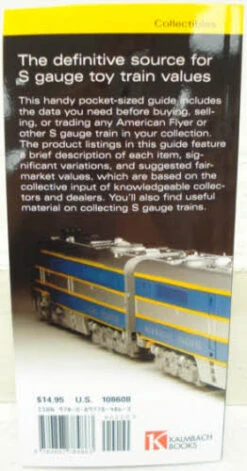 Collectibles
The definitive source for
S gauge toy train values
This handy pocket-sized guide includes
the data you need before buying, sell-
ing, or trading any American Flyer or
other S gauge train in your collection.
The product listings in this guide feature
a brief description of each item, sig-
nificant variations, and suggested fair-
market values, which are based on the
collective input of knowledgeable collec-
tors and dealers. You'll also find useful
material on collecting S gauge trains.
$14.95 U.S. 108608
KALMBACH
BOOKS